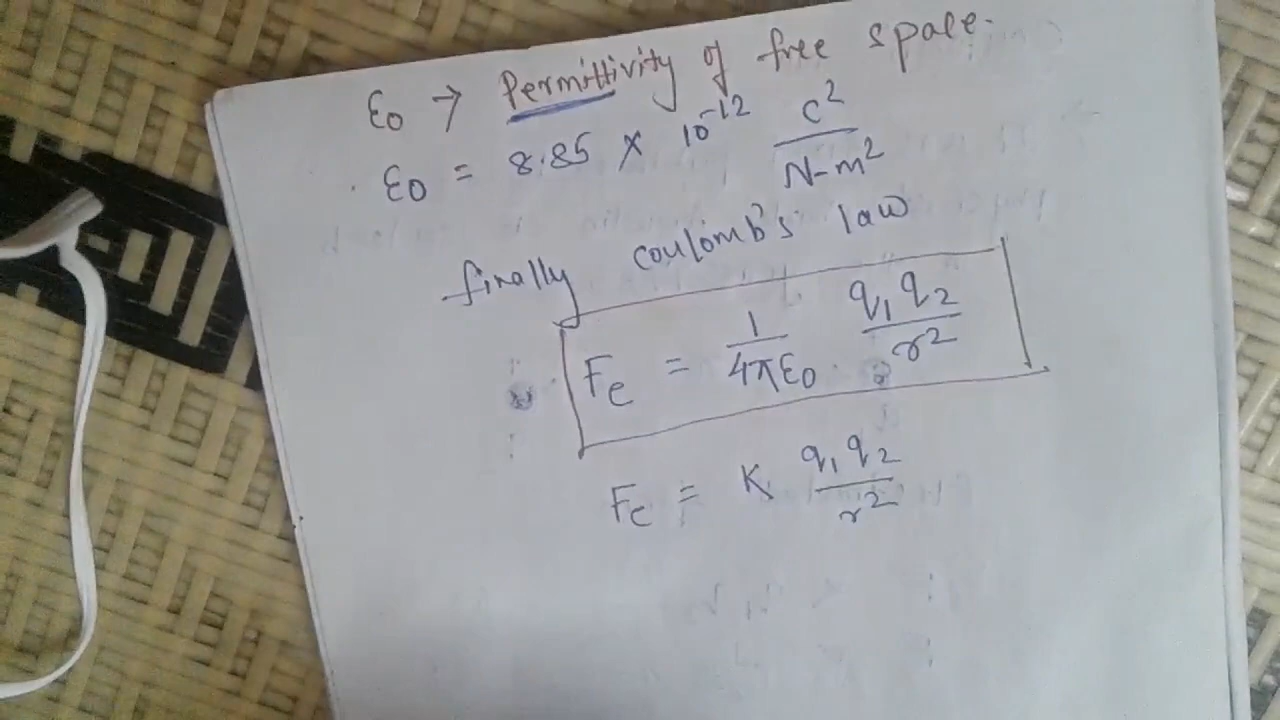 ε0 → Permittivity of free space.
ε0 = 8.85 × 10^-12 C^2/N-m^2
finally coulomb's law
Fe = 1/4πε0 q1q2/r^2
Fe = K q1q2/r^2